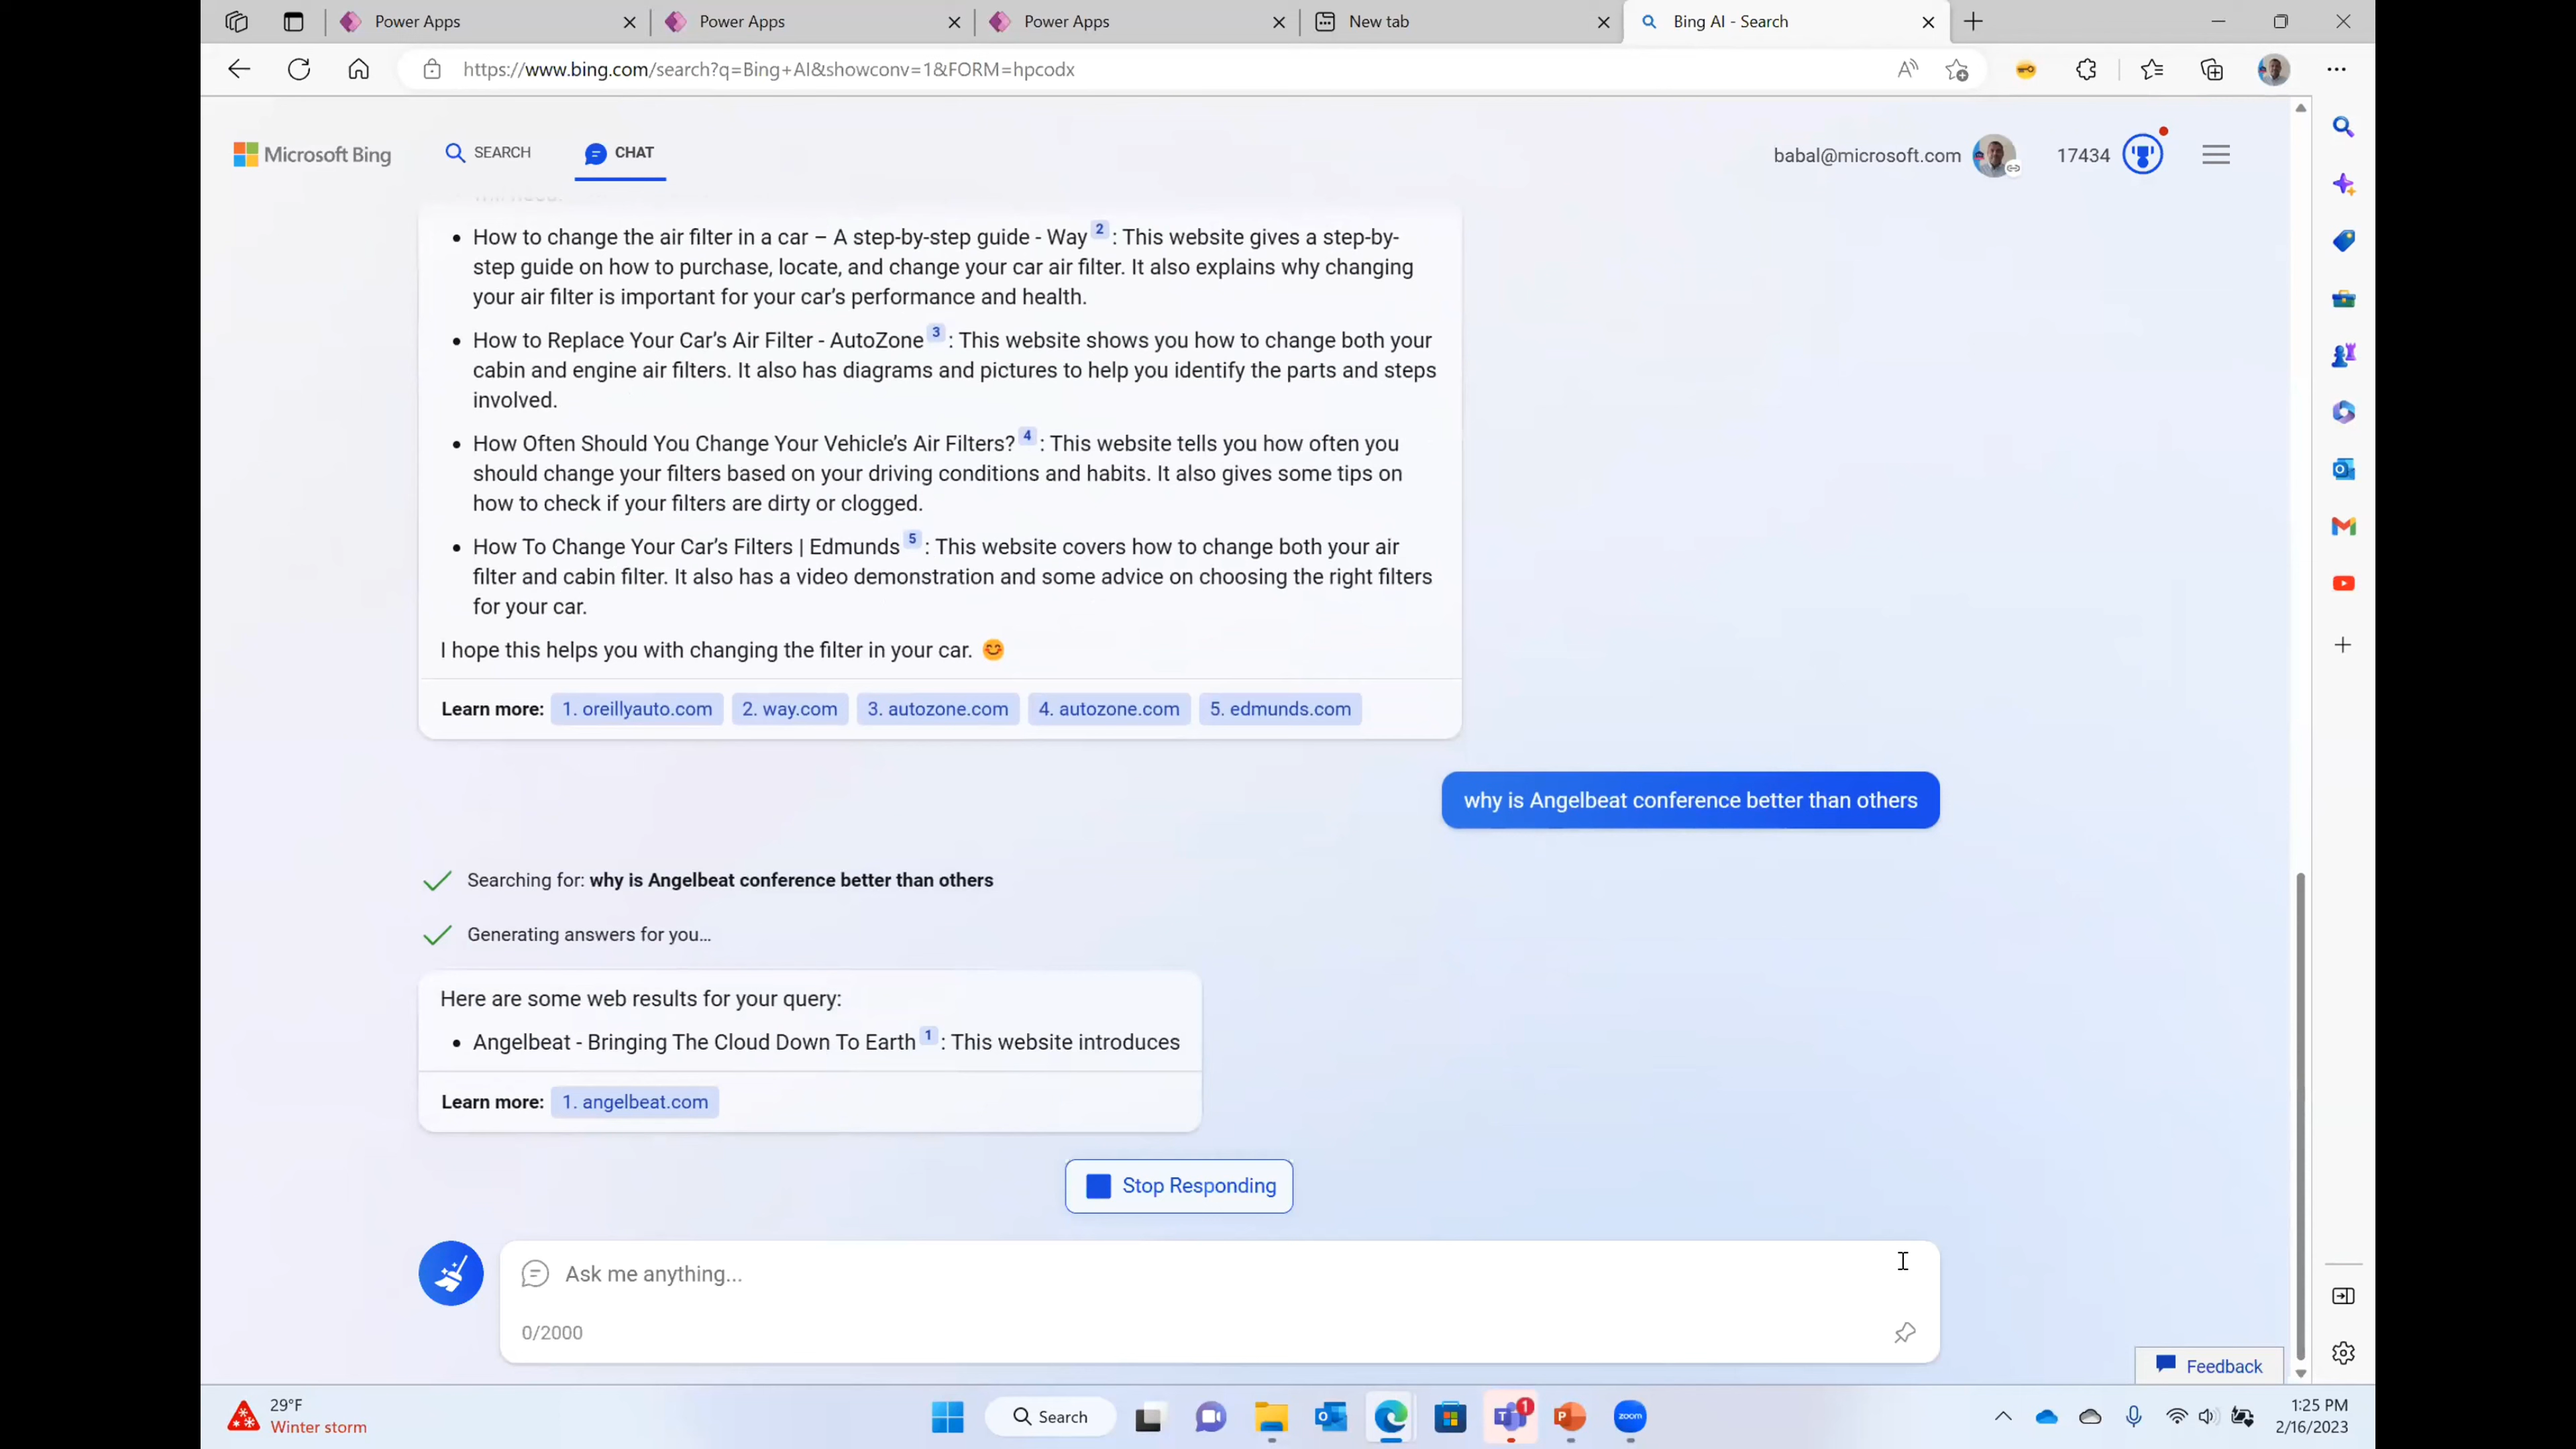 Power Apps
Power Apps
Power Apps
New tab
Bing AI - Search
https://www.bing.com/search?q=Bing+AI&showconv=1&FORM=hpcodx
Microsoft Bing
SEARCH
CHAT
babal@microsoft.com
17434
• How to change the air filter in a car – A step-by-step guide - Way 2 : This website gives a step-by-
step guide on how to purchase, locate, and change your car air filter. It also explains why changing
your air filter is important for your car's performance and health.
• How to Replace Your Car's Air Filter - AutoZone 3 : This website shows you how to change both your
cabin and engine air filters. It also has diagrams and pictures to help you identify the parts and steps
involved.
• How Often Should You Change Your Vehicle's Air Filters? 4 : This website tells you how often you
should change your filters based on your driving conditions and habits. It also gives some tips on
how to check if your filters are dirty or clogged.
• How To Change Your Car's Filters | Edmunds 5 : This website covers how to change both your air
filter and cabin filter. It also has a video demonstration and some advice on choosing the right filters
for your car.
I hope this helps you with changing the filter in your car. 😊
Learn more: 1. oreillyauto.com 2. way.com 3. autozone.com 4. autozone.com 5. edmunds.com
why is Angelbeat conference better than others
Searching for: why is Angelbeat conference better than others
Generating answers for you...
Here are some web results for your query:
• Angelbeat - Bringing The Cloud Down To Earth 1 : This website introduces
Learn more: 1. angelbeat.com
Stop Responding
Ask me anything...
0/2000
Feedback
29°F
Winter storm
Search
1
zoom
1:25 PM
2/16/2023